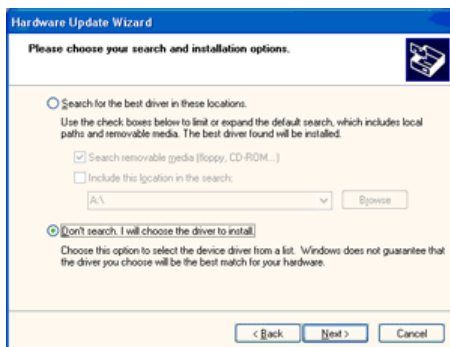 Hardware Update Wizard
Please choose your search and installation options.
Search for the best driver in these locations.
Use the check boxes below to limit or expand the default search, which includes local
paths and removable media. The best driver found will be installed.
Search removable media (floppy, CD-ROM...)
Include this location in the search:
A:\
Browse
Don't search. I will choose the driver to install.
Choose this option to select the device driver from a list. Windows does not guarantee that
the driver you choose will be the best match for your hardware.
< Back Next > Cancel